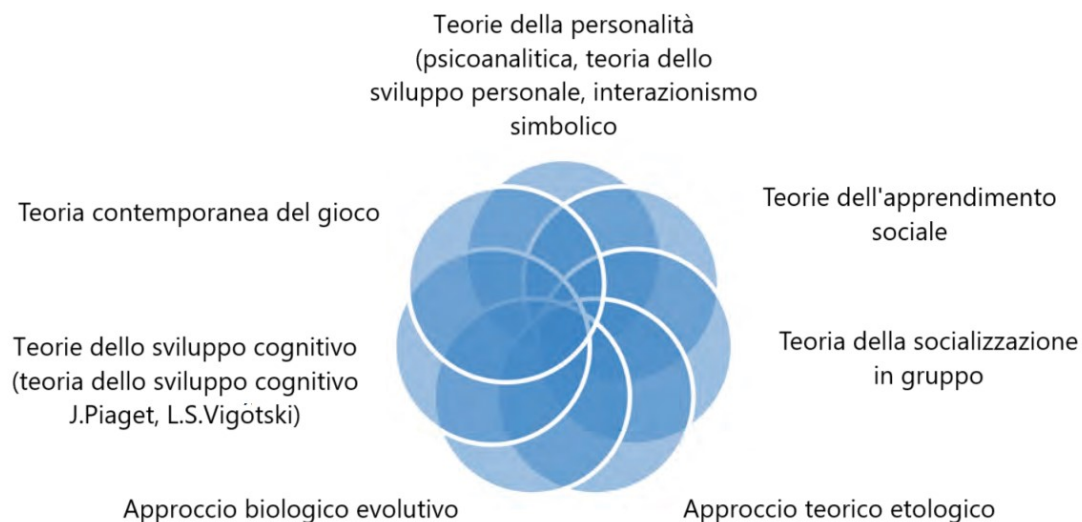 Teorie della personalità
(psicoanalitica, teoria dello
sviluppo personale, interazionismo
simbolico
Teoria contemporanea del gioco
Teorie dell'apprendimento
sociale
Teorie dello sviluppo cognitivo
(teoria dello sviluppo cognitivo
J.Piaget, L.S.Vigòtski)
Teoria della socializzazione
in gruppo
Approccio biologico evolutivo
Approccio teorico etologico